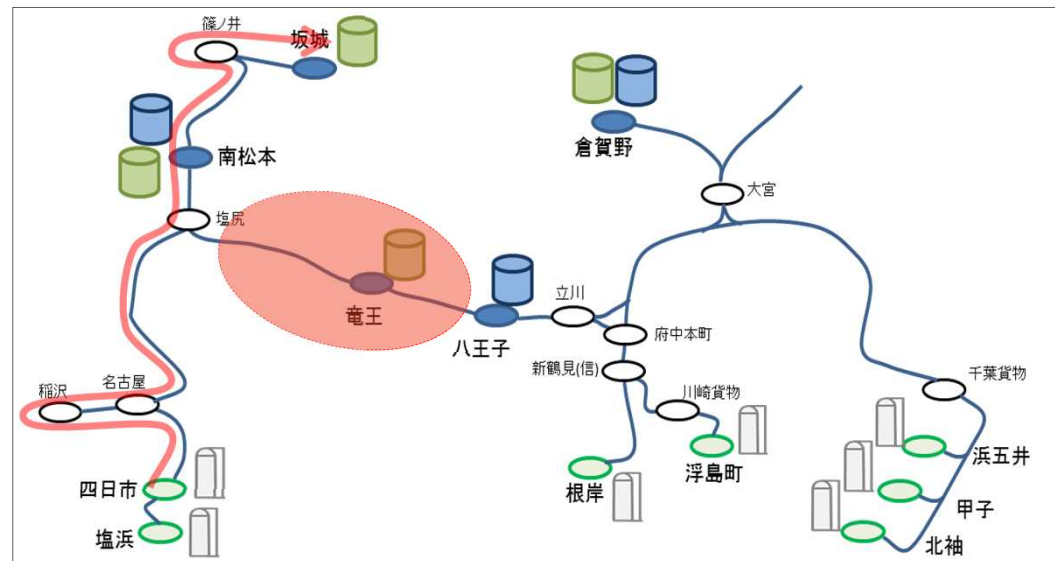 篠ノ井
坂城
南松本
塩尻
竜王
八王子
稲沢
名古屋
四日市
塩浜
倉賀野
大宮
立川
府中本町
新鶴見(信)
川崎貨物
浮島町
根岸
千葉貨物
浜五井
甲子
北袖